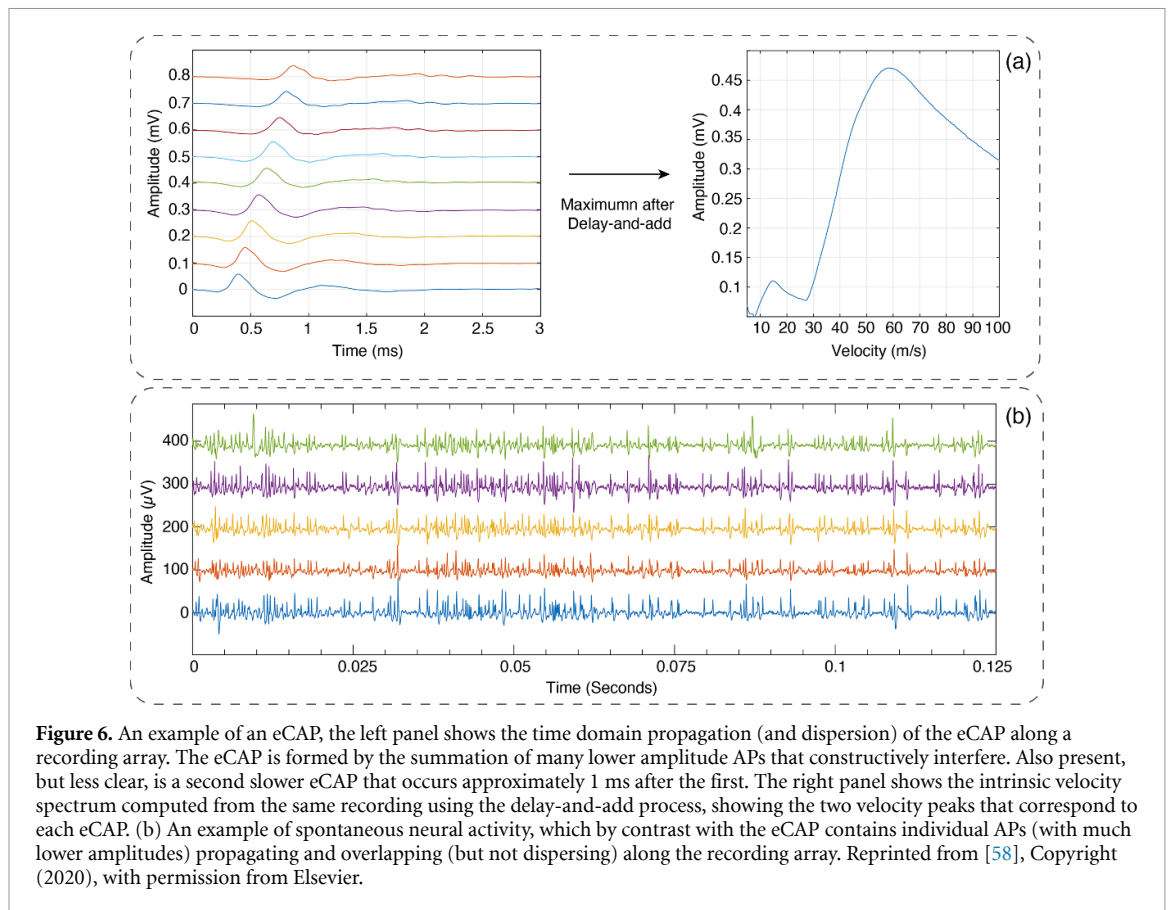 (a)
Amplitude (mV)
0.8
0.7
0.6
0.5
0.4
0.3
0.2
0.1
0
0 0.5 1 1.5 2 2.5 3
Time (ms)
Maximumn after
Delay-and-add
Amplitude (mV)
0.45
0.4
0.35
0.3
0.25
0.2
0.15
0.1
10 20 30 40 50 60 70 80 90 100
Velocity (m/s)
(b)
Amplitude (µV)
400
300
200
100
0
0 0.025 0.05 0.075 0.1 0.125
Time (Seconds)
Figure 6. An example of an eCAP, the left panel shows the time domain propagation (and dispersion) of the eCAP along a
recording array. The eCAP is formed by the summation of many lower amplitude APs that constructively interfere. Also present,
but less clear, is a second slower eCAP that occurs approximately 1 ms after the first. The right panel shows the intrinsic velocity
spectrum computed from the same recording using the delay-and-add process, showing the two velocity peaks that correspond to
each eCAP. (b) An example of spontaneous neural activity, which by contrast with the eCAP contains individual APs (with much
lower amplitudes) propagating and overlapping (but not dispersing) along the recording array. Reprinted from [58], Copyright
(2020), with permission from Elsevier.